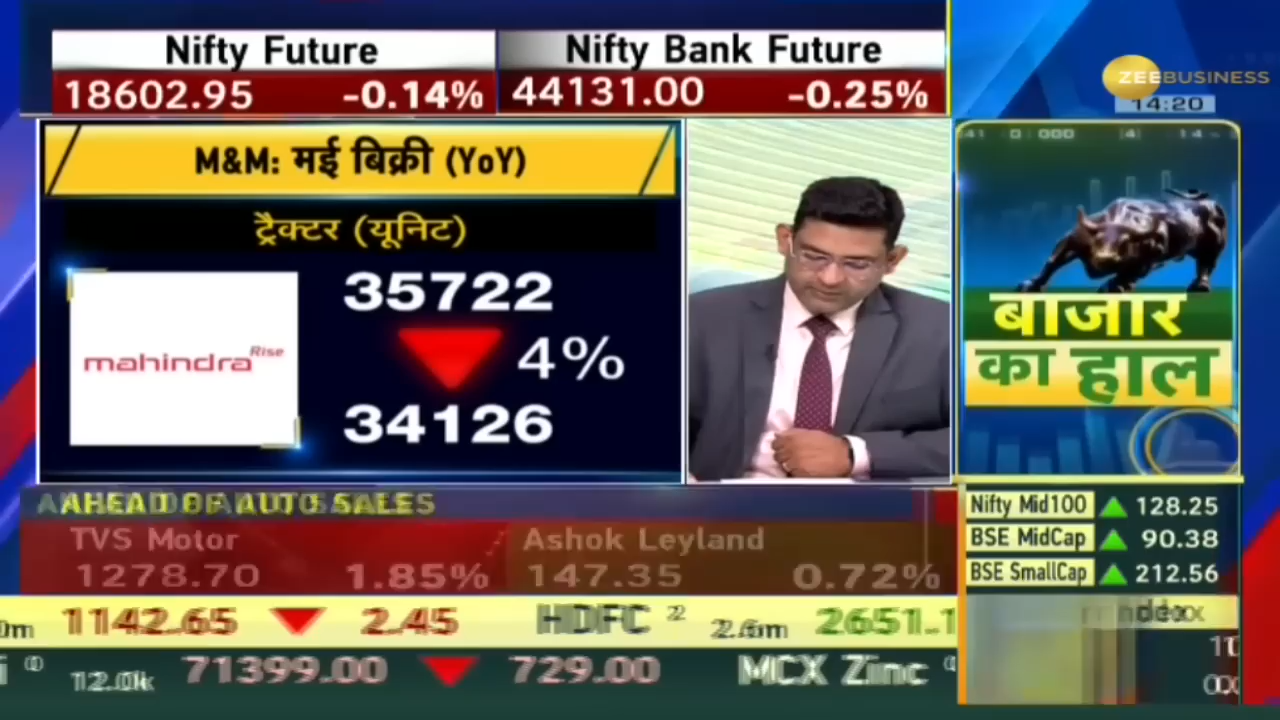 Nifty Future
18602.95 -0.14%
Nifty Bank Future
44131.00 -0.25%
ZEEBUSINESS
14:20
M&M: मई बिक्री (YoY)
ट्रैक्टर (यूनिट)
mahindra Rise
35722
4%
34126
बाजार
का हाल
AHEAD OF AUTO SALES
TVS Motor
1278.70 1.85%
Ashok Leyland
147.35 0.72%
Nifty Mid100 128.25
BSE MidCap 90.38
BSE SmallCap 212.56
1142.65 2.45 HDFC 2651.1
12.0k 71399.00 729.00 MCX Zinc